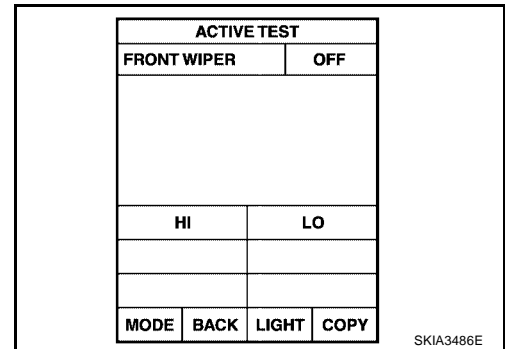 ACTIVE TEST
FRONT WIPER OFF
HI LO
MODE BACK LIGHT COPY
SKIA3486E